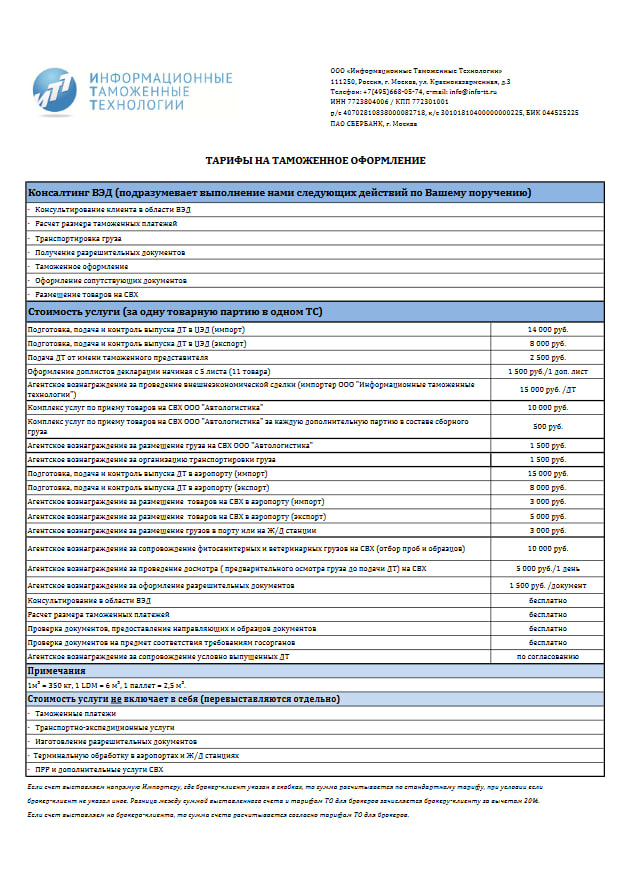 ИТТ
ИНФОРМАЦИОННЫЕ
ТАМОЖЕННЫЕ
ТЕХНОЛОГИИ
ООО «Информационные Таможенные Технологии»
111250, Россия, г. Москва, ул. Красноказарменная, д.3
Телефон: +7(495)668-05-74, e-mail: info@info-tt.ru
ИНН 7723804006 / КПП 772301001
р/с 40702810838000082718, к/с 30101810400000000225, БИК 044525225
ПАО СБЕРБАНК, г. Москва
ТАРИФЫ НА ТАМОЖЕННОЕ ОФОРМЛЕНИЕ
Консалтинг ВЭД (подразумевает выполнение нами следующих действий по Вашему поручению)
- Консультирование клиента в области ВЭД
- Расчет размера таможенных платежей
- Транспортировка груза
- Получение разрешительных документов
- Таможенное оформление
- Оформление сопутствующих документов
- Размещение товаров на СВХ
Стоимость услуги (за одну товарную партию в одном ТС)
Подготовка, подача и контроль выпуска ДТ в ЦЭД (импорт) 14 000 руб.
Подготовка, подача и контроль выпуска ДТ в ЦЭД (экспорт) 8 000 руб.
Подача ДТ от имени таможенного представителя 2 500 руб.
Оформление доплистов декларации начиная с 5 листа (11 товара) 1 500 руб./1 доп. лист
Агентское вознаграждение за проведение внешнеэкономической сделки (импортер ООО "Информационные таможенные
технологии") 15 000 руб. /ДТ
Комплекс услуг по приему товаров на СВХ ООО "Автологистика" 10 000 руб.
Комплекс услуг по приему товаров на СВХ ООО "Автологистика" за каждую дополнительную партию в составе сборного
груза 500 руб.
Агентское вознаграждение за размещение груза на СВХ ООО "Автологистика" 1 500 руб.
Агентское вознаграждение за организацию транспортировки груза 1 500 руб.
Подготовка, подача и контроль выпуска ДТ в аэропорту (импорт) 15 000 руб.
Подготовка, подача и контроль выпуска ДТ в аэропорту (экспорт) 8 000 руб.
Агентское вознаграждение за размещение товаров на СВХ в аэропорту (импорт) 3 000 руб.
Агентское вознаграждение за размещение товаров на СВХ в аэропорту (экспорт) 5 000 руб.
Агентское вознаграждение за размещение грузов в порту или на Ж/Д станции 3 000 руб.
Агентское вознаграждение за сопровождение фитосанитерных и ветеринарных грузов на СВХ (отбор проб и образцов) 10 000 руб.
Агентское вознаграждение за проведение досмотра ( предварительного осмотра груза до подачи ДТ) на СВХ 5 000 руб./1 день
Агентское вознаграждение за оформление разрешительных документов 1 500 руб. /документ
Консультирование в области ВЭД бесплатно
Расчет размера таможенных платежей бесплатно
Проверка документов, предоставление направляющих и образцов документов бесплатно
Проверка документов на предмет соответствия требованиям госорганов бесплатно
Агентское вознаграждение за сопровождение условно выпущенных ДТ по согласованию
Примечания
1м³ = 350 кг, 1 LDM = 6 м³, 1 паллет = 2,5 м³.
Стоимость услуги не включает в себя (перевыставляются отдельно)
- Таможенные платежи
- Транспортно-экспедиционные услуги
- Изготовление разрешительных документов
- Терминальную обработку в аэропортах и Ж/Д станциях
- ПРР и дополнительные услуги СВХ
Если счет выставляем напрямую Импортеру, где брокер-клиент указан в скобках, то сумма расчитывается по стандартному тарифу, при условии если
брокер-клиент не указал иное. Разница между суммой выставленного счета и тарифам ТО для брокеров зачисляется брокеру-клиенту за вычетом 20%.
Если счет выставляем на брокера-клиента, то сумма счета расчитывается согласно тарифам ТО для брокеров.